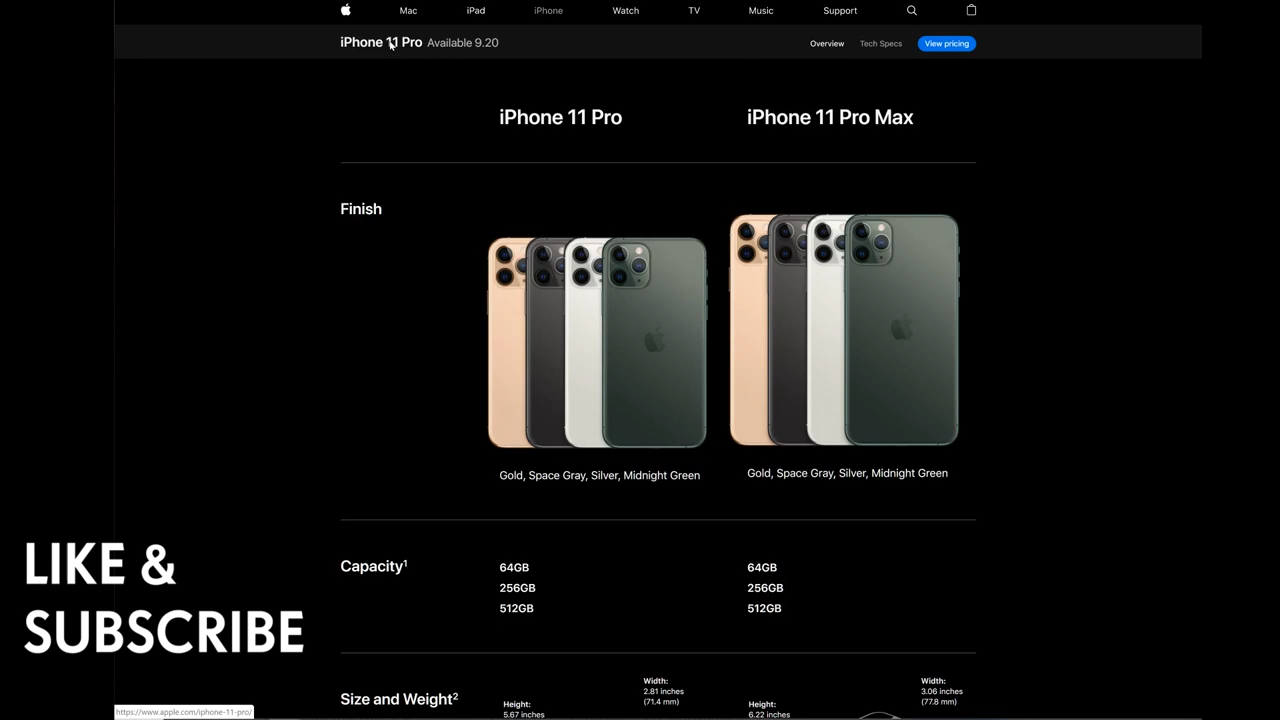 Mac iPad iPhone Watch TV Music Support
iPhone 11 Pro Available 9.20
Overview Tech Specs View pricing
iPhone 11 Pro iPhone 11 Pro Max
Finish
Gold, Space Gray, Silver, Midnight Green
Gold, Space Gray, Silver, Midnight Green
Capacity¹
64GB 64GB
256GB 256GB
512GB 512GB
LIKE &
SUBSCRIBE
Size and Weight²
Width:
2.81 inches
(71.4 mm)
Height:
5.67 inches
Width:
3.06 inches
(77.8 mm)
Height:
6.22 inches
https://www.apple.com/iphone-11-pro/